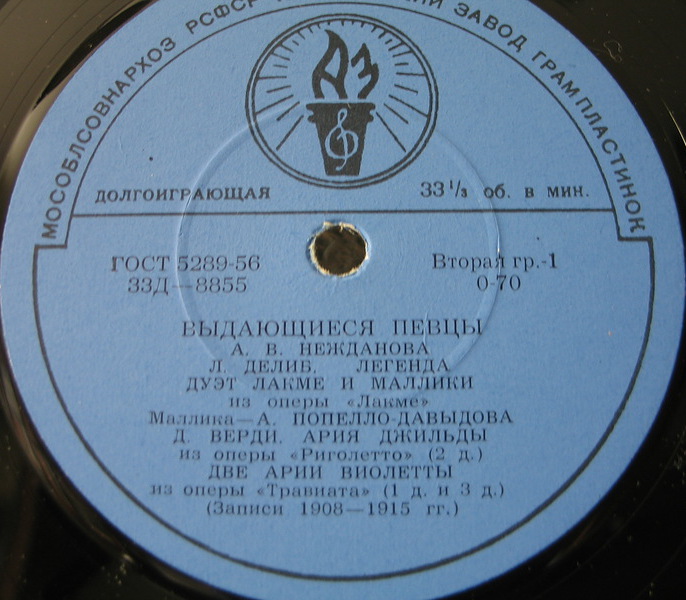 МОСОБЛСОВНАРХОЗ РСФСР ЗАВОД ГРАМПЛАСТИНОК
АЗ
ДОЛГОИГРАЮЩАЯ 33 1/3 об. в мин.
ГОСТ 5289-56 Вторая гр.-1
33Д—8855 0-70
ВЫДАЮЩИЕСЯ ПЕВЦЫ
А. В. НЕЖДАНОВА
Л. ДЕЛИБ. ЛЕГЕНДА
ДУЭТ ЛАКМЕ И МАЛЛИКИ
из оперы «Лакме»
Маллика—А. ПОПЕЛЛО-ДАВЫДОВА
Д. ВЕРДИ. АРИЯ ДЖИЛЬДЫ
из оперы «Риголетто» (2 д.)
ДВЕ АРИИ ВИОЛЕТТЫ
из оперы «Травиата» (1 д. и 3 д.)
(Записи 1908—1915 гг.)